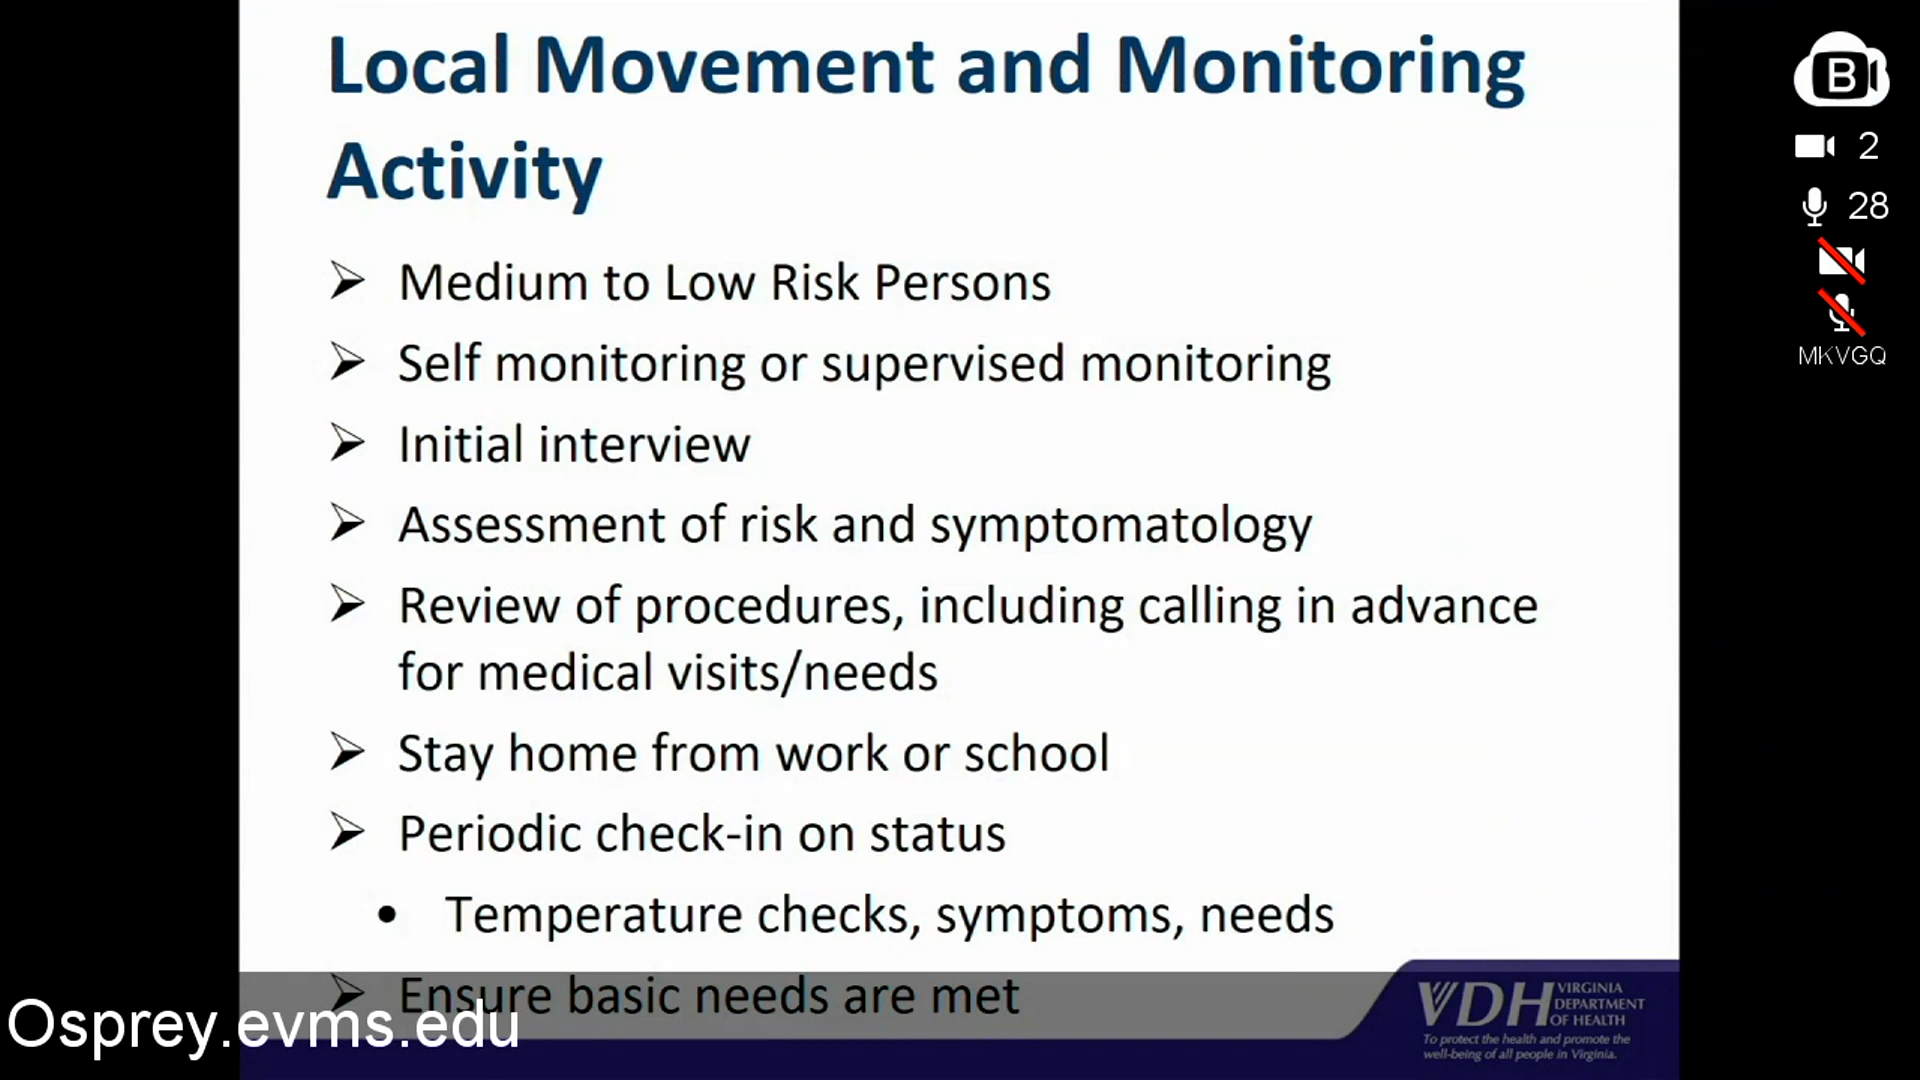 Local Movement and Monitoring
Activity
Medium to Low Risk Persons
Self monitoring or supervised monitoring
Initial interview
Assessment of risk and symptomatology
Review of procedures, including calling in advance
for medical visits/needs
Stay home from work or school
Periodic check-in on status
Temperature checks, symptoms, needs
Ensure basic needs are met
Osprey.evms.edu
VDH VIRGINIA
DEPARTMENT
OF HEALTH
To protect the health and promote the
well-being of all people in Virginia.
B
2
28
MKVGQ